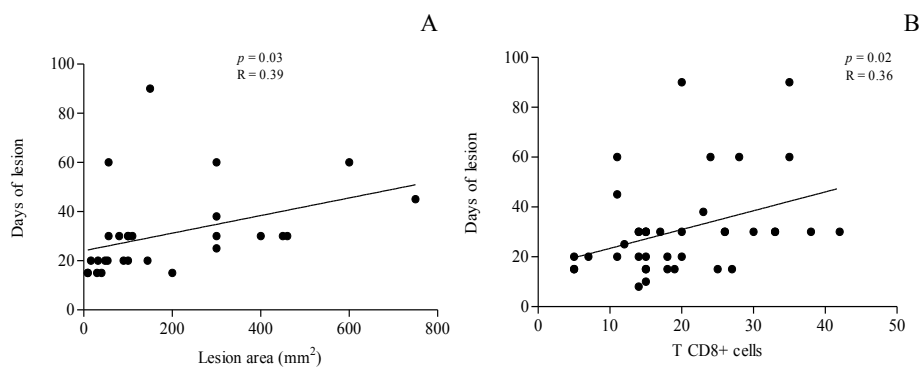 A
p = 0.03
R = 0.39
100
80
60
40
20
0
Days of lesion
0 200 400 600 800
Lesion area (mm²)
B
p = 0.02
R = 0.36
100
80
60
40
20
0
Days of lesion
0 10 20 30 40 50
T CD8+ cells